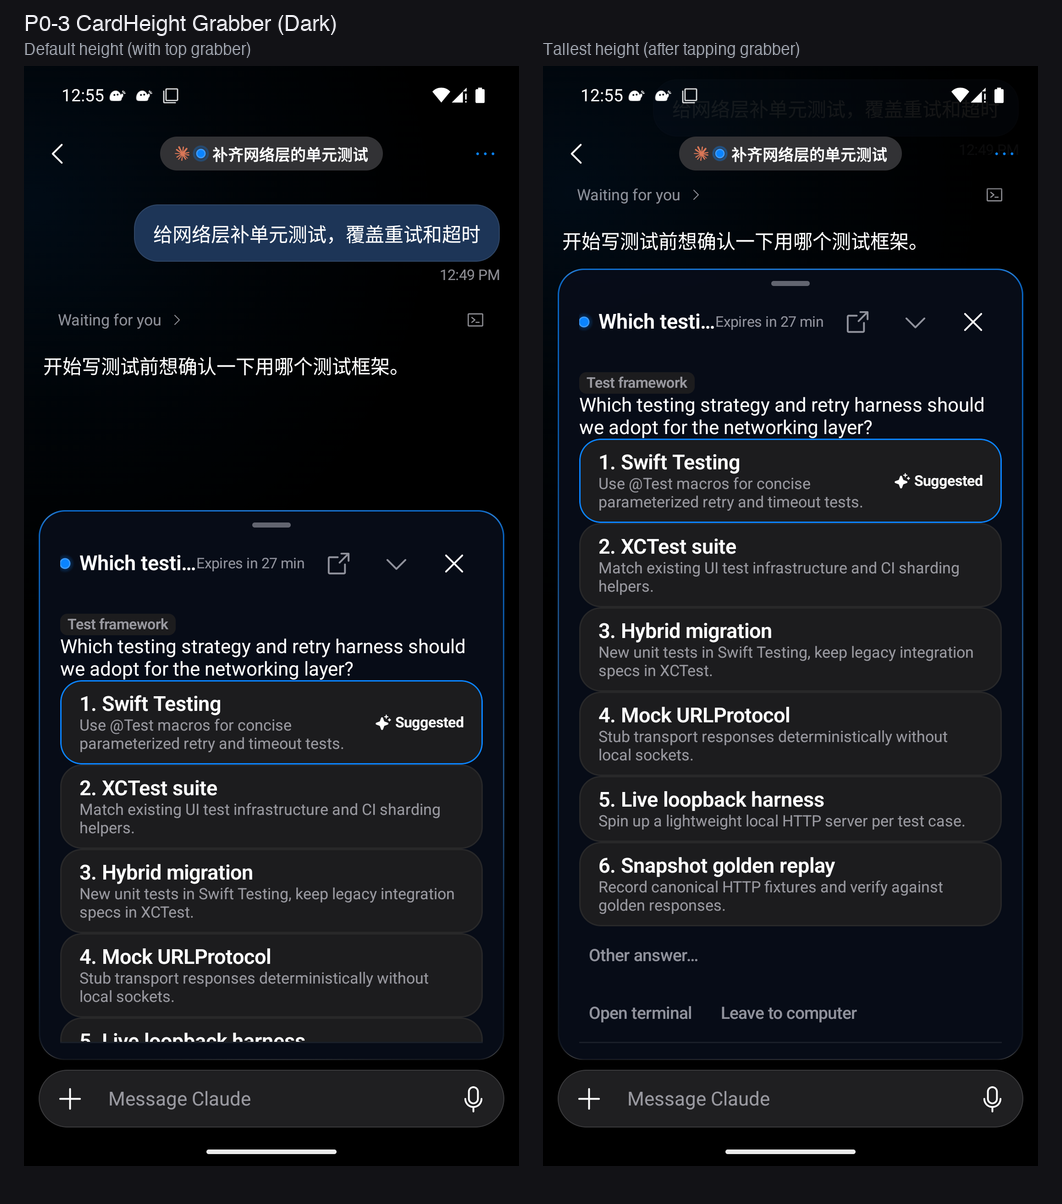 P0-3 CardHeight Grabber (Dark)
Default height (with top grabber)
12:55
补齐网络层的单元测试
给网络层补单元测试，覆盖重试和超时
12:49 PM
Waiting for you
开始写测试前想确认一下用哪个测试框架。
Which testi... Expires in 27 min
Test framework
Which testing strategy and retry harness should
we adopt for the networking layer?
1. Swift Testing
Use @Test macros for concise
parameterized retry and timeout tests.
Suggested
2. XCTest suite
Match existing UI test infrastructure and CI sharding
helpers.
3. Hybrid migration
New unit tests in Swift Testing, keep legacy integration
specs in XCTest.
4. Mock URLProtocol
Stub transport responses deterministically without
local sockets.
5. Live loopback harness
Message Claude
Tallest height (after tapping grabber)
12:55
给网络层补单元测试，覆盖重试和超时
补齐网络层的单元测试
12:49 PM
Waiting for you
开始写测试前想确认一下用哪个测试框架。
Which testi... Expires in 27 min
Test framework
Which testing strategy and retry harness should
we adopt for the networking layer?
1. Swift Testing
Use @Test macros for concise
parameterized retry and timeout tests.
Suggested
2. XCTest suite
Match existing UI test infrastructure and CI sharding
helpers.
3. Hybrid migration
New unit tests in Swift Testing, keep legacy integration
specs in XCTest.
4. Mock URLProtocol
Stub transport responses deterministically without
local sockets.
5. Live loopback harness
Spin up a lightweight local HTTP server per test case.
6. Snapshot golden replay
Record canonical HTTP fixtures and verify against
golden responses.
Other answer...
Open terminal
Leave to computer
Message Claude